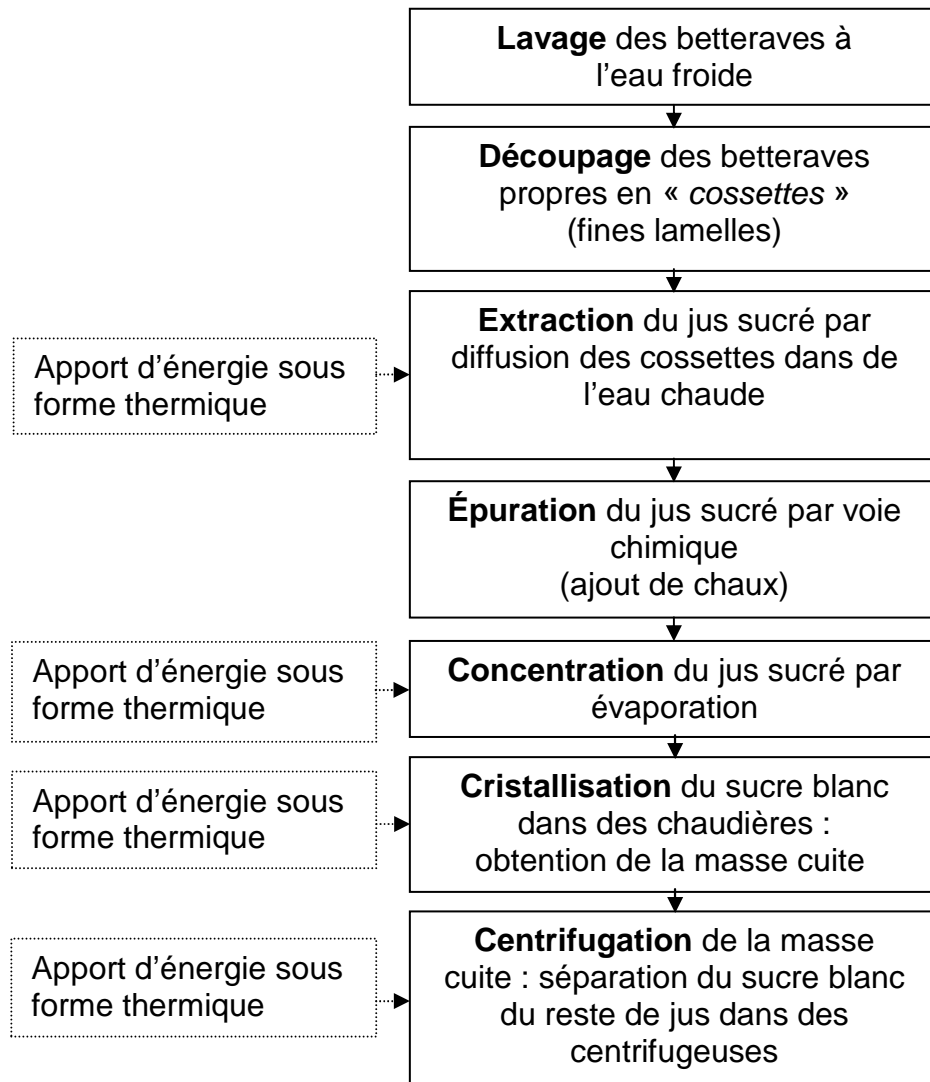 Lavage des betteraves à
l’eau froide
Découpage des betteraves
propres en « cossettes »
(fines lamelles)
Extraction du jus sucré par
diffusion des cossettes dans de
l’eau chaude
Apport d’énergie sous
forme thermique
Épuration du jus sucré par voie
chimique
(ajout de chaux)
Apport d’énergie sous
forme thermique
Concentration du jus sucré par
évaporation
Apport d’énergie sous
forme thermique
Cristallisation du sucre blanc
dans des chaudières :
obtention de la masse cuite
Apport d’énergie sous
forme thermique
Centrifugation de la masse
cuite : séparation du sucre blanc
du reste de jus dans des
centrifugeuses